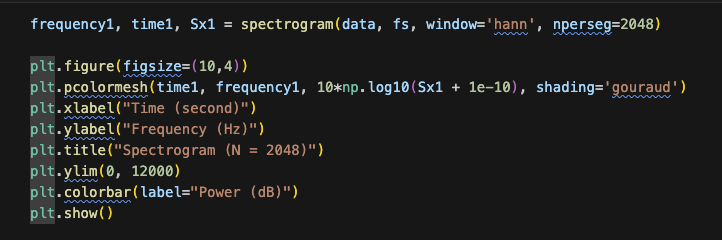 frequency1, time1, Sx1 = spectrogram(data, fs, window='hann', nperseg=2048)
plt.figure(figsize=(10,4))
plt.pcolormesh(time1, frequency1, 10*np.log10(Sx1 + 1e-10), shading='gouraud')
plt.xlabel("Time (second)")
plt.ylabel("Frequency (Hz)")
plt.title("Spectrogram (N = 2048)")
plt.ylim(0, 12000)
plt.colorbar(label="Power (dB)")
plt.show()